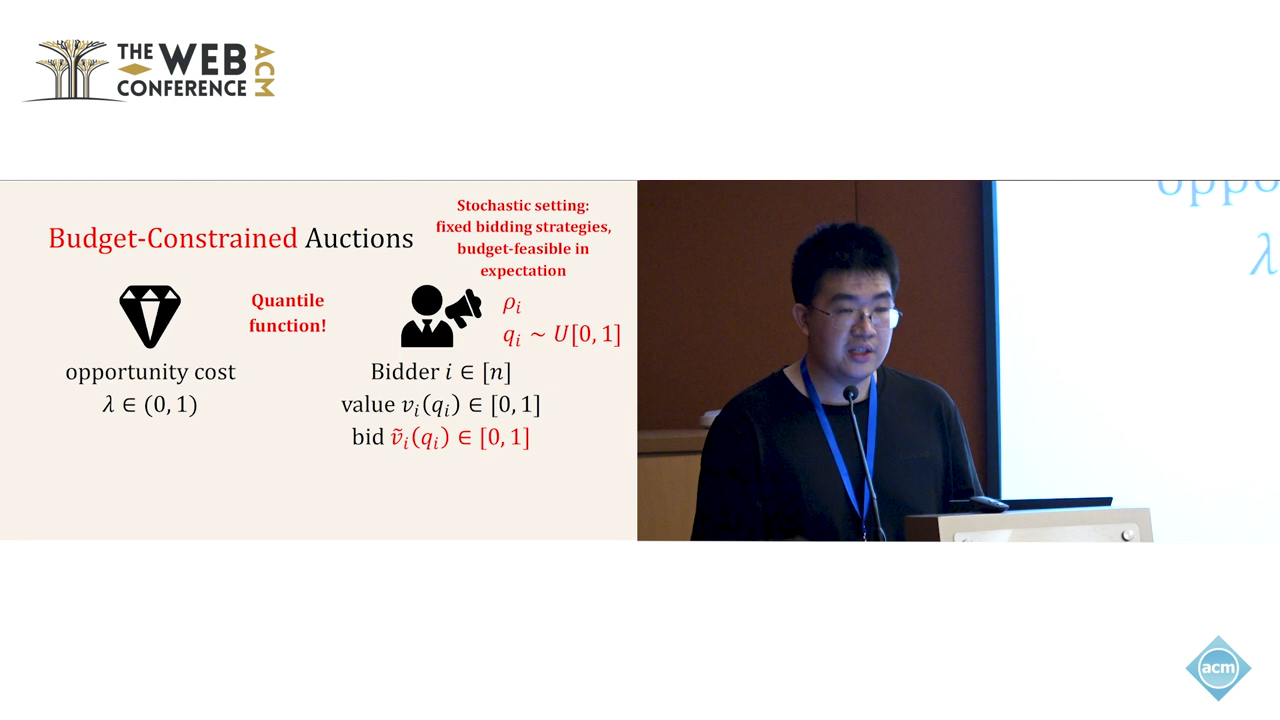 THE WEB
CONFERENCE
ACM
Stochastic setting:
fixed bidding strategies,
budget-feasible in
expectation
Budget-Constrained Auctions
Quantile
function!
ρᵢ
qᵢ ~ U[0, 1]
opportunity cost
λ ∈ (0, 1)
Bidder i ∈ [n]
value vᵢ(qᵢ) ∈ [0, 1]
bid ṽᵢ(qᵢ) ∈ [0, 1]
oppo
λ
acm